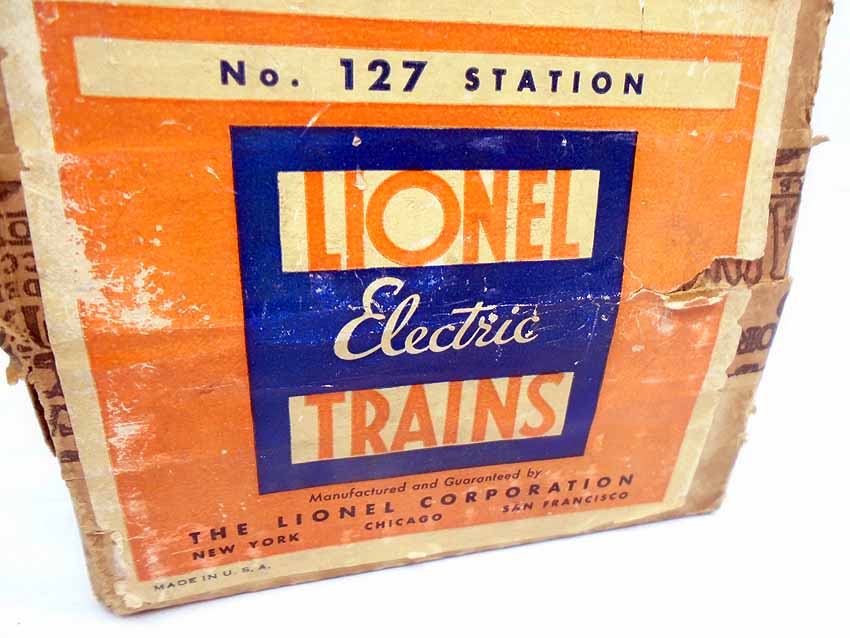 No. 127 STATION
LIONEL
Electric
TRAINS
Manufactured and Guaranteed by
THE LIONEL CORPORATION
NEW YORK CHICAGO SAN FRANCISCO
MADE IN U.S.A.